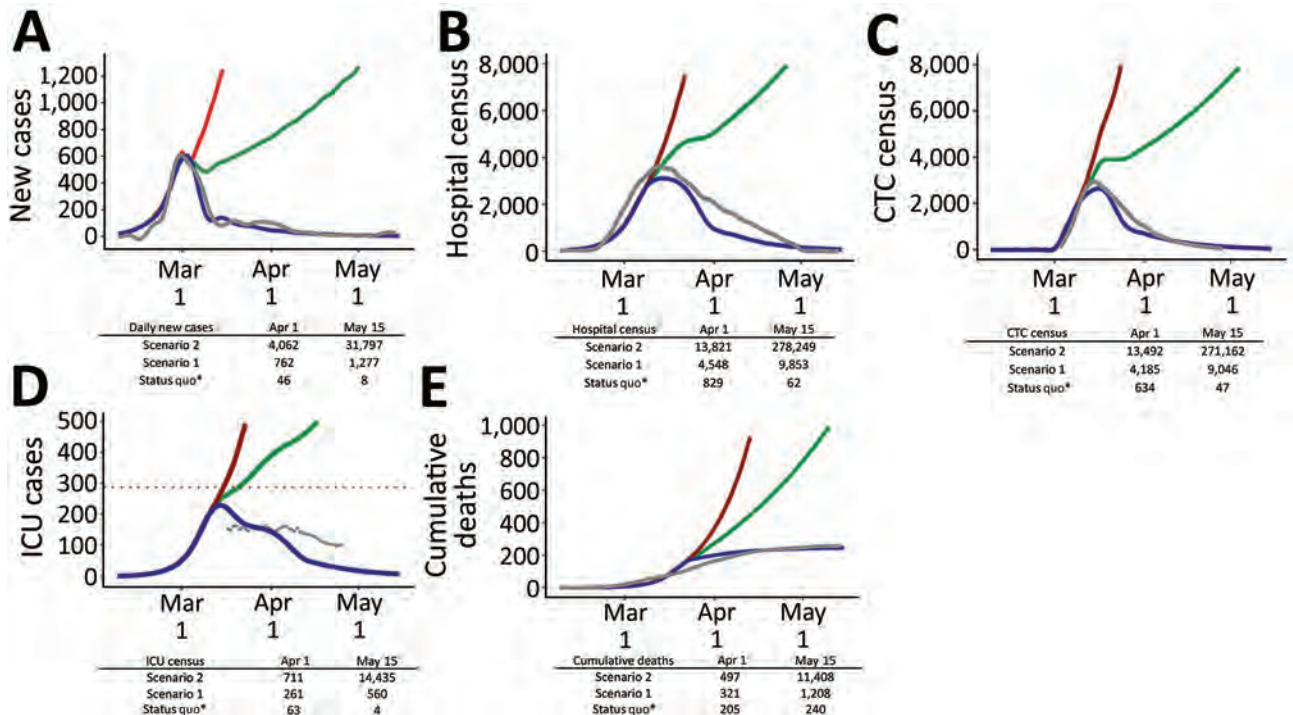 A
New cases
1,200
1,000
800
600
400
200
0
Mar 1
Apr 1
May 1
Daily new cases Apr 1 May 15
Scenario 2 4,062 31,797
Scenario 1 762 1,277
Status quo* 46 8
B
Hospital census
8,000
6,000
4,000
2,000
0
Mar 1
Apr 1
May 1
Hospital census Apr 1 May 15
Scenario 2 13,821 278,249
Scenario 1 4,548 9,853
Status quo* 829 62
C
CTC census
8,000
6,000
4,000
2,000
0
Mar 1
Apr 1
May 1
CTC census Apr 1 May 15
Scenario 2 13,492 271,162
Scenario 1 4,185 9,046
Status quo* 634 47
D
ICU cases
500
400
300
200
100
0
Mar 1
Apr 1
May 1
ICU census Apr 1 May 15
Scenario 2 711 14,435
Scenario 1 261 560
Status quo* 63 4
E
Cumulative
deaths
1,000
800
600
400
200
0
Mar 1
Apr 1
May 1
Cumulative deaths Apr 1 May 15
Scenario 2 497 11,408
Scenario 1 321 1,208
Status quo* 205 240